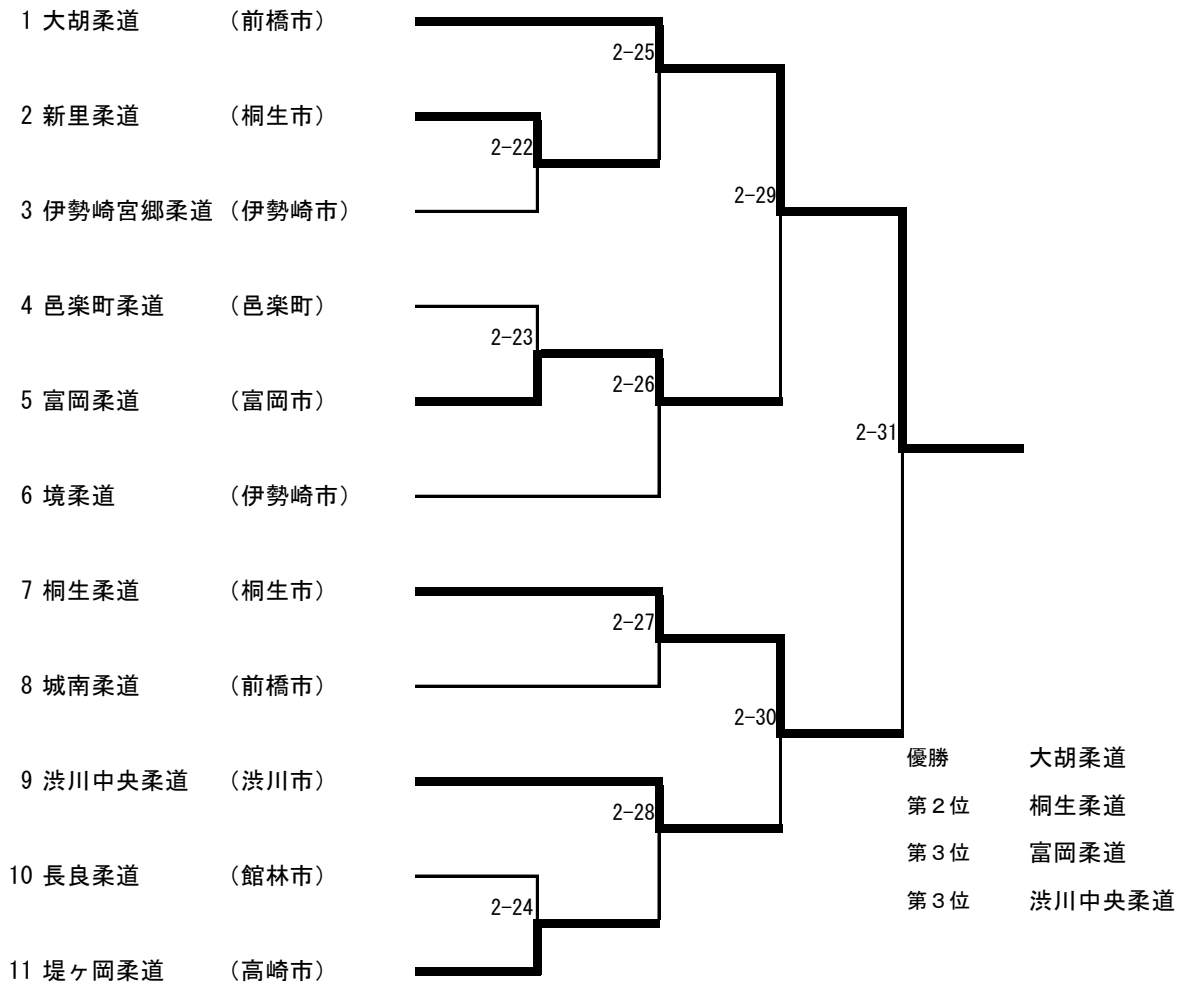 1 大胡柔道 （前橋市）
2-25
2 新里柔道 （桐生市）
2-22
2-29
3 伊勢崎宮郷柔道 （伊勢崎市）
4 邑楽町柔道 （邑楽町）
2-23
2-26
5 富岡柔道 （富岡市）
2-31
6 境柔道 （伊勢崎市）
7 桐生柔道 （桐生市）
2-27
8 城南柔道 （前橋市）
2-30
優勝 大胡柔道
9 渋川中央柔道 （渋川市）
第２位 桐生柔道
2-28
第３位 富岡柔道
10 長良柔道 （館林市）
第３位 渋川中央柔道
2-24
11 堤ヶ岡柔道 （高崎市）